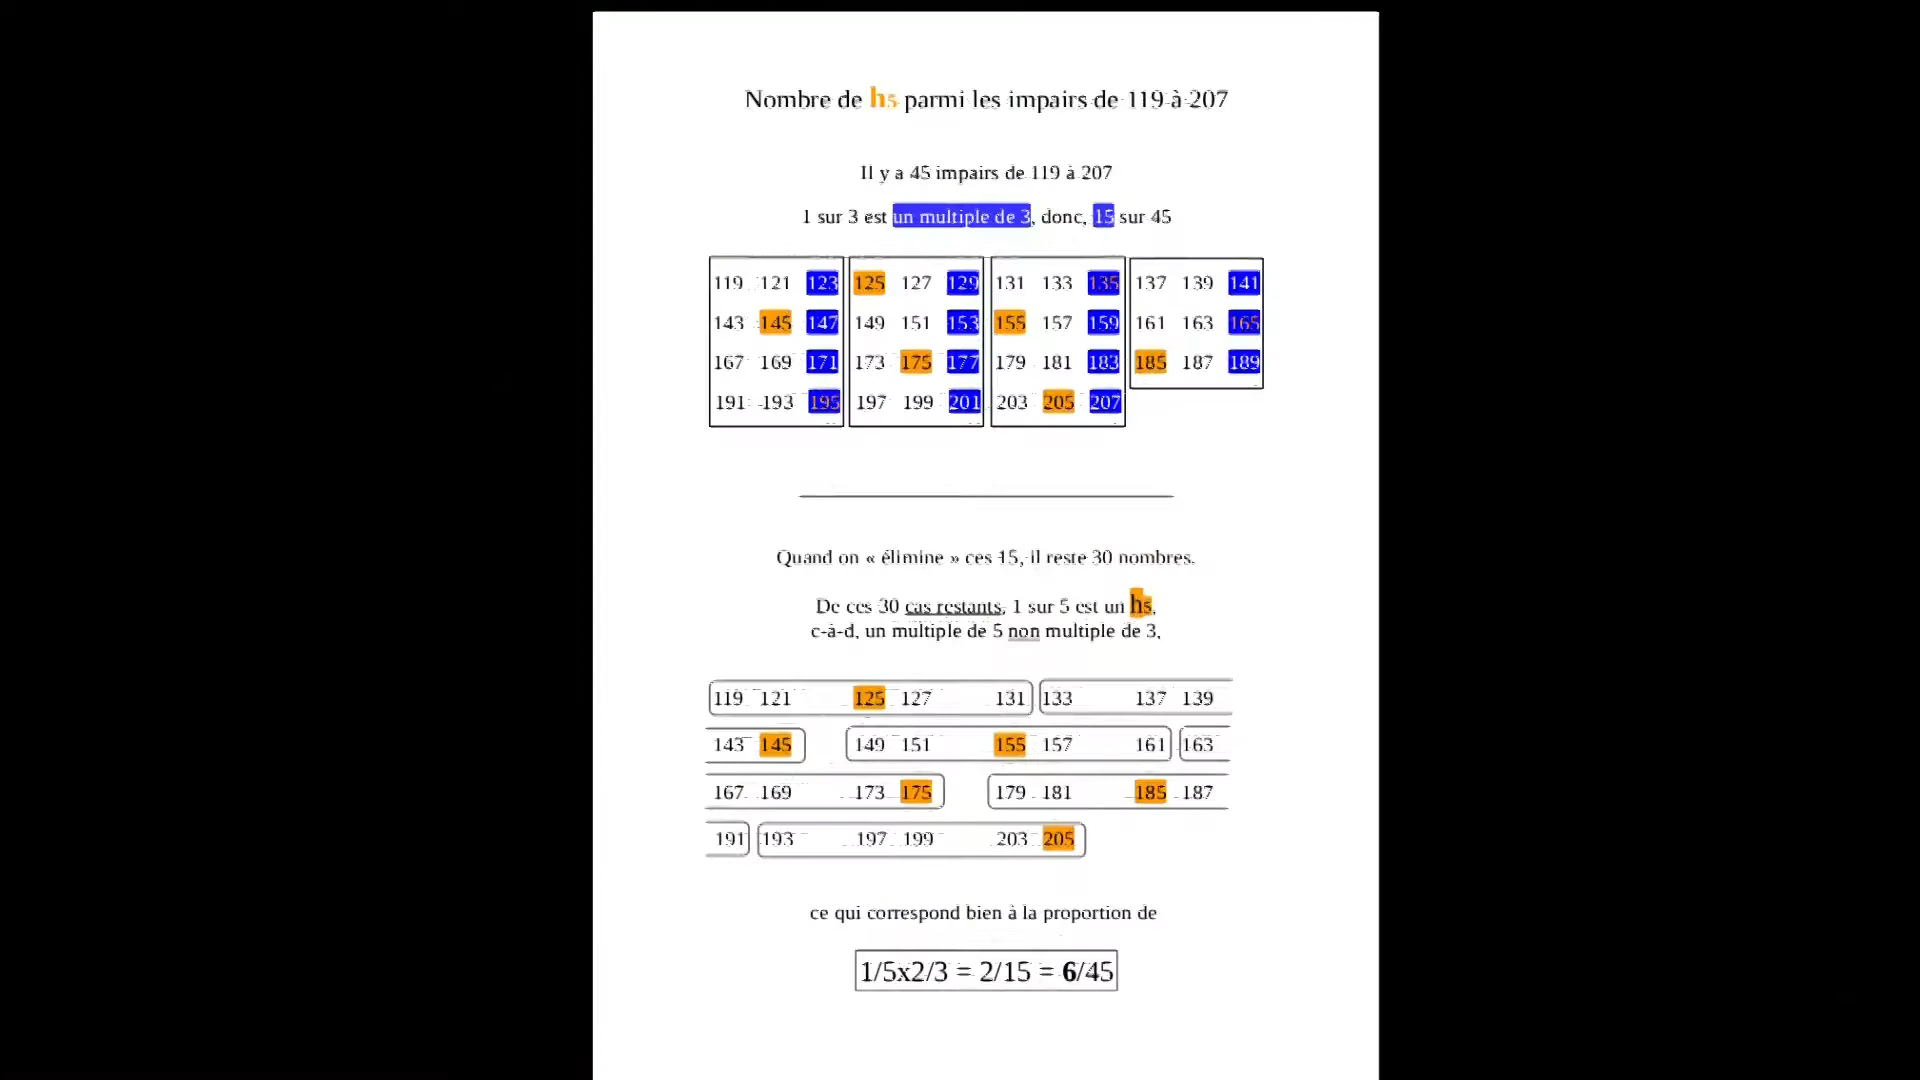 Nombre de hs parmi les impairs de 119 à 207
Il y a 45 impairs de 119 à 207
1 sur 3 est un multiple de 3, donc, 15 sur 45
119 121 123 125 127 129 131 133 135 137 139 141
143 145 147 149 151 153 155 157 159 161 163 165
167 169 171 173 175 177 179 181 183 185 187 189
191 193 195 197 199 201 203 205 207
Quand on « élimine » ces 15, il reste 30 nombres.
De ces 30 cas restants, 1 sur 5 est un hs,
c-à-d, un multiple de 5 non multiple de 3,
119 121 125 127 131 133 137 139
143 145 149 151 155 157 161 163
167 169 173 175 179 181 185 187
191 193 197 199 203 205
ce qui correspond bien à la proportion de
1/5x2/3 = 2/15 = 6/45